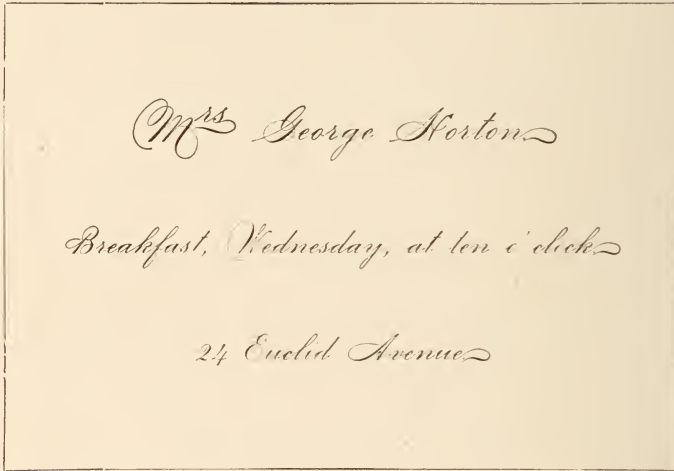 Mrs George Norton
Breakfast, Wednesday, at ten o'clock
24 Euclid Avenue